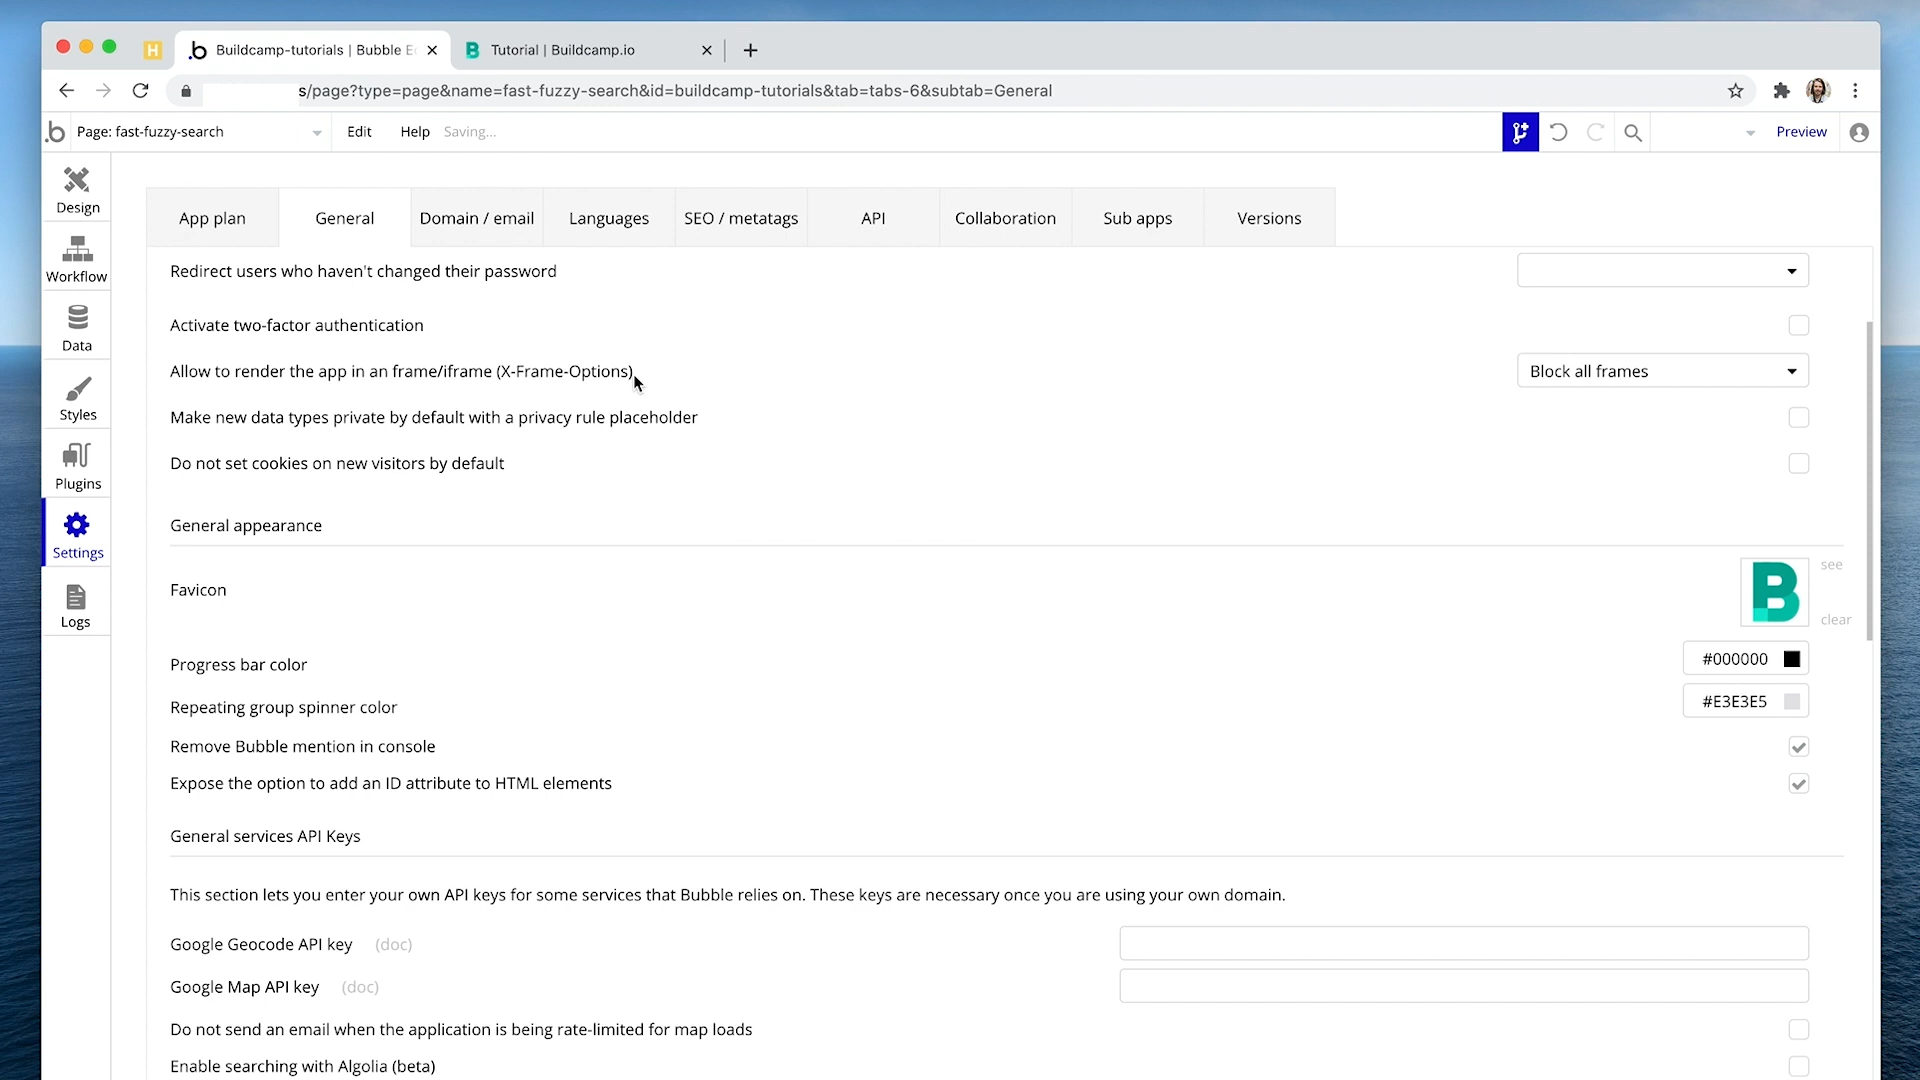 H
Buildcamp-tutorials | Bubble E
Tutorial | Buildcamp.io
s/page?type=page&name=fast-fuzzy-search&id=buildcamp-tutorials&tab=tabs-6&subtab=General
Page: fast-fuzzy-search
Edit
Help
Saving...
Preview
Design
Workflow
Data
Styles
Plugins
Settings
Logs
App plan
General
Domain / email
Languages
SEO / metatags
API
Collaboration
Sub apps
Versions
Redirect users who haven't changed their password
Activate two-factor authentication
Allow to render the app in an frame/iframe (X-Frame-Options)
Block all frames
Make new data types private by default with a privacy rule placeholder
Do not set cookies on new visitors by default
General appearance
Favicon
B
see
clear
Progress bar color
#000000
Repeating group spinner color
#E3E3E5
Remove Bubble mention in console
Expose the option to add an ID attribute to HTML elements
General services API Keys
This section lets you enter your own API keys for some services that Bubble relies on. These keys are necessary once you are using your own domain.
Google Geocode API key (doc)
Google Map API key (doc)
Do not send an email when the application is being rate-limited for map loads
Enable searching with Algolia (beta)